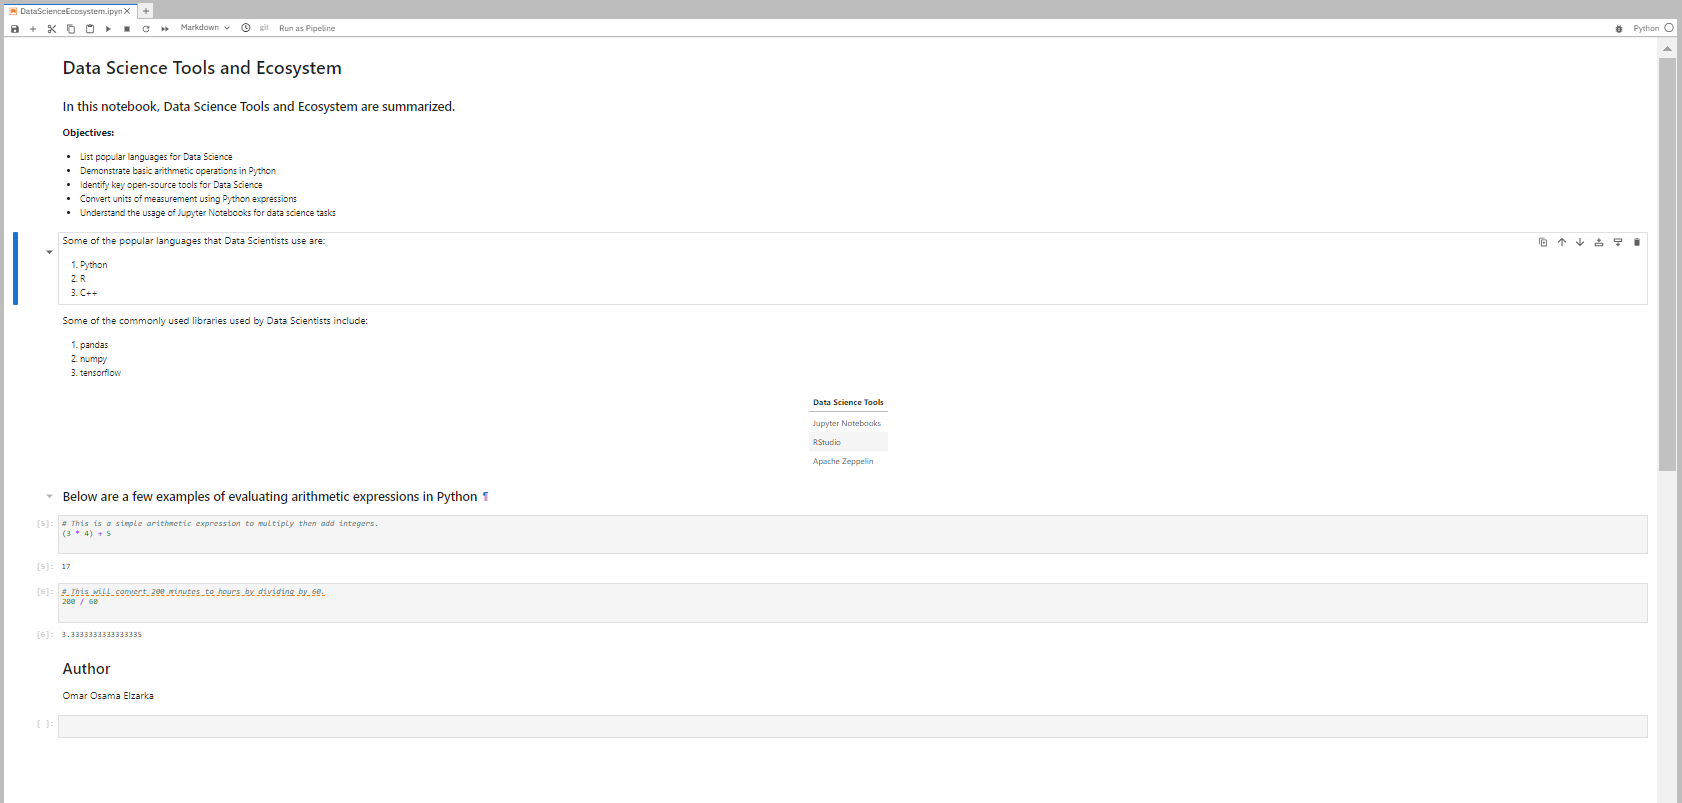 DataScienceEcosystem.ipyn
Markdown git Run as Pipeline Python
Data Science Tools and Ecosystem
In this notebook, Data Science Tools and Ecosystem are summarized.
Objectives:
• List popular languages for Data Science
• Demonstrate basic arithmetic operations in Python
• Identify key open-source tools for Data Science
• Convert units of measurement using Python expressions
• Understand the usage of Jupyter Notebooks for data science tasks
Some of the popular languages that Data Scientists use are:
1. Python
2. R
3. C++
Some of the commonly used libraries used by Data Scientists include:
1. pandas
2. numpy
3. tensorflow
Data Science Tools
Jupyter Notebooks
RStudio
Apache Zeppelin
Below are a few examples of evaluating arithmetic expressions in Python ¶
[5]: # This is a simple arithmetic expression to multiply then add integers.
(3 * 4) + 5
[5]: 17
[6]: # This will convert 200 minutes to hours by dividing by 60.
200 / 60
[6]: 3.3333333333333335
Author
Omar Osama Elzarka
[ ]: